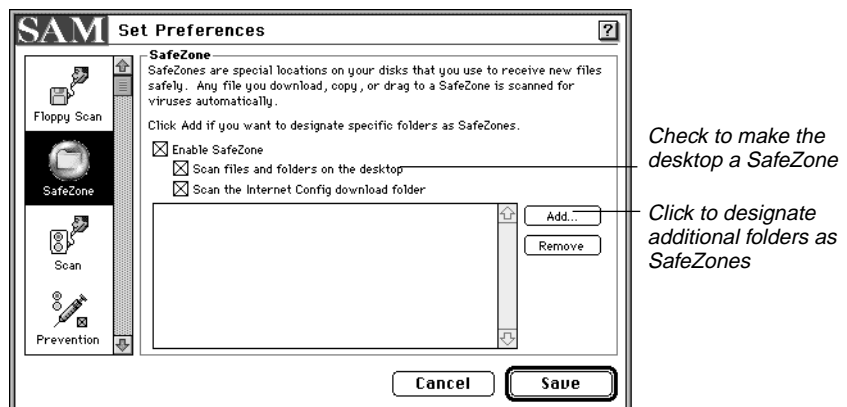 SAM Set Preferences ?
SafeZone
SafeZones are special locations on your disks that you use to receive new files
safely. Any file you download, copy, or drag to a SafeZone is scanned for
viruses automatically.
Click Add if you want to designate specific folders as SafeZones.
Enable SafeZone
Scan files and folders on the desktop
Scan the Internet Config download folder
Floppy Scan
SafeZone
Scan
Prevention
Add...
Remove
Cancel
Save
Check to make the
desktop a SafeZone
Click to designate
additional folders as
SafeZones